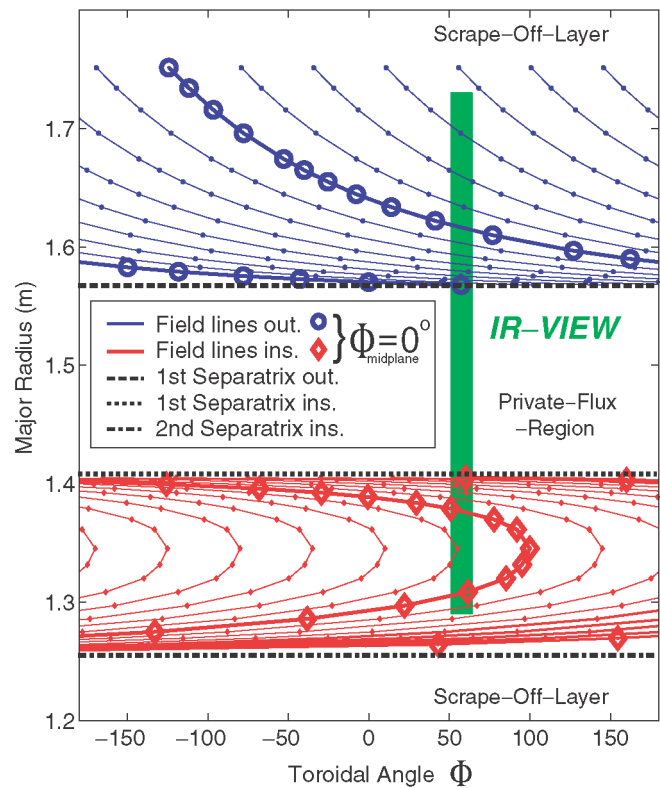 Scrape–Off–Layer
1.7
1.6
1.5
1.4
1.3
1.2
Major Radius (m)
IR–VIEW
Field lines out.
Field lines ins.
}Φmidplane=0°
1st Separatrix out.
1st Separatrix ins.
2nd Separatrix ins.
Private–Flux
–Region
Scrape–Off–Layer
−150 −100 −50 0 50 100 150
Toroidal Angle Φ